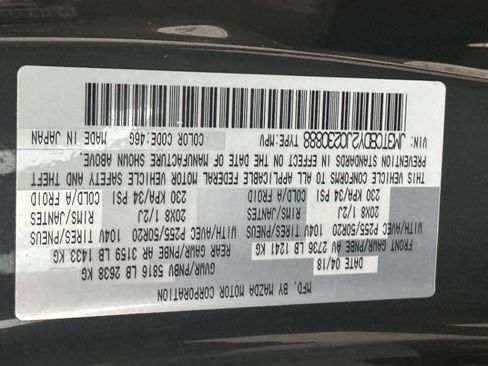 MFD BY MAZDA MOTOR CORPORATION
DATE 04/18 GVWR/PNBV 5816 LB 2638 KG
FRONT GAWR/PNBE AV 2736 LB 1241 KG REAR GAWR/PNBE AR 3159 LB 1433 KG
WITH/AVEC P255/50R20 104V TIRES/PNEUS WITH/AVEC P255/50R20 104V TIRES/PNEUS
20X8 1/2J RIMS/JANTES 20X8 1/2J RIMS/JANTES
230 KPA/34 PSI COLD/A FROID 230 KPA/34 PSI COLD/A FROID
THIS VEHICLE CONFORMS TO ALL APPLICABLE FEDERAL MOTOR VEHICLE SAFETY AND THEFT
PREVENTION STANDARDS IN EFFECT ON THE DATE OF MANUFACTURE SHOWN ABOVE.
VIN: JM3TCBDY2J0230888 TYPE:MPV COLOR CODE:46G MADE IN JAPAN